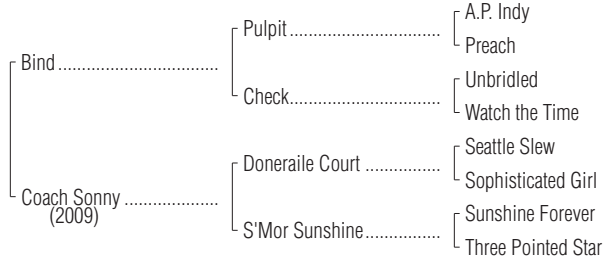 A.P. Indy
Pulpit
Preach
Bind
Unbridled
Check
Watch the Time
Seattle Slew
Doneraile Court
Sophisticated Girl
Coach Sonny
(2009)
Sunshine Forever
S'Mor Sunshine
Three Pointed Star